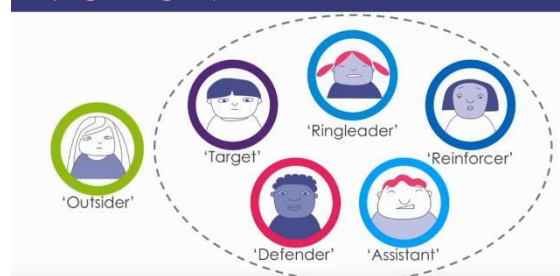 'Ringleader'
'Target'
'Reinforcer'
'Outsider'
'Defender'
'Assistant'